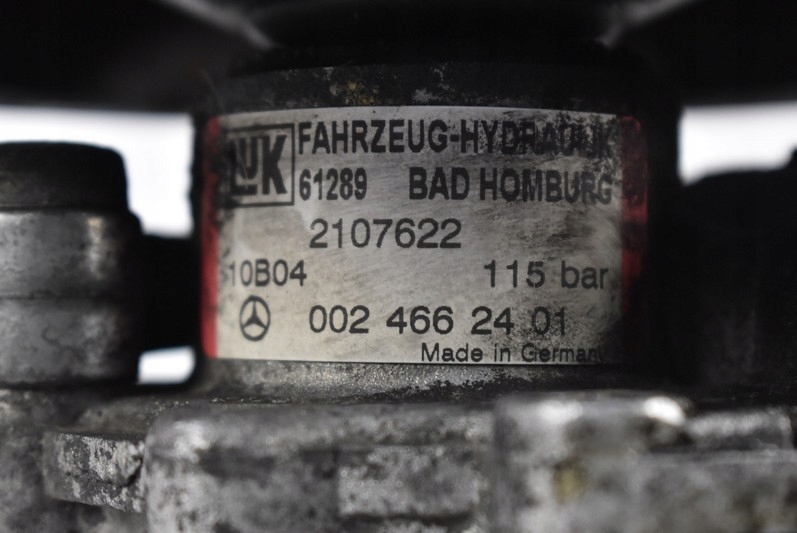 LUK FAHRZEUG-HYDRAULIK
61289 BAD HOMBURG
2107622
10B04 115 bar
002 466 24 01
Made in Germany